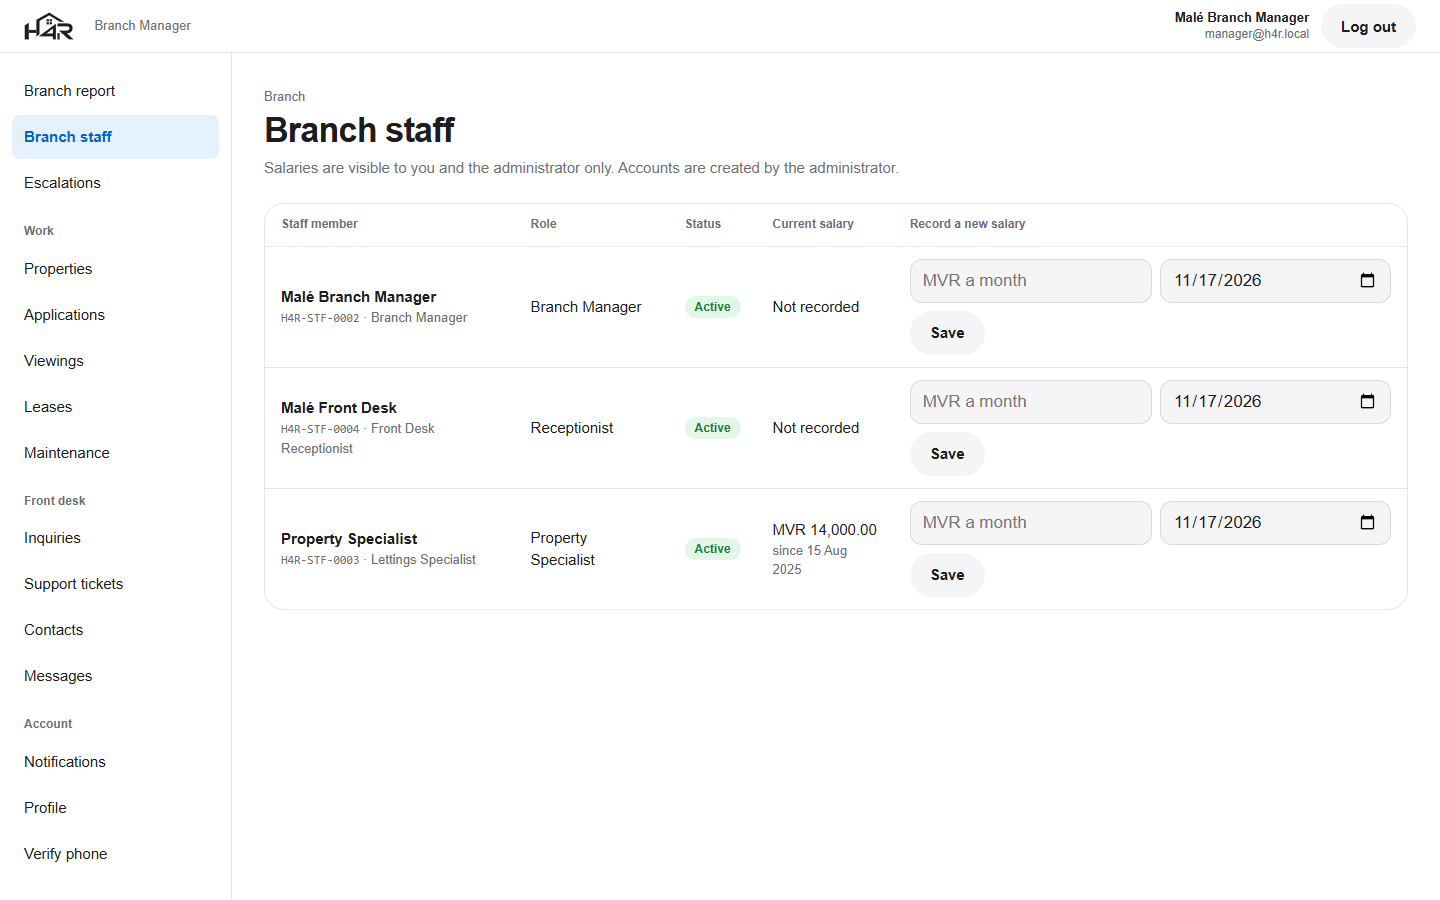 H4R
Branch Manager
Malé Branch Manager
manager@h4r.local
Log out
Branch report
Branch staff
Escalations
Work
Properties
Applications
Viewings
Leases
Maintenance
Front desk
Inquiries
Support tickets
Contacts
Messages
Account
Notifications
Profile
Verify phone
Branch
Branch staff
Salaries are visible to you and the administrator only. Accounts are created by the administrator.
Staff member Role Status Current salary Record a new salary
Malé Branch Manager
H4R-STF-0002 · Branch Manager
Branch Manager
Active
Not recorded
MVR a month
11/17/2026
Save
Malé Front Desk
H4R-STF-0004 · Front Desk
Receptionist
Receptionist
Active
Not recorded
MVR a month
11/17/2026
Save
Property Specialist
H4R-STF-0003 · Lettings Specialist
Property
Specialist
Active
MVR 14,000.00
since 15 Aug
2025
MVR a month
11/17/2026
Save